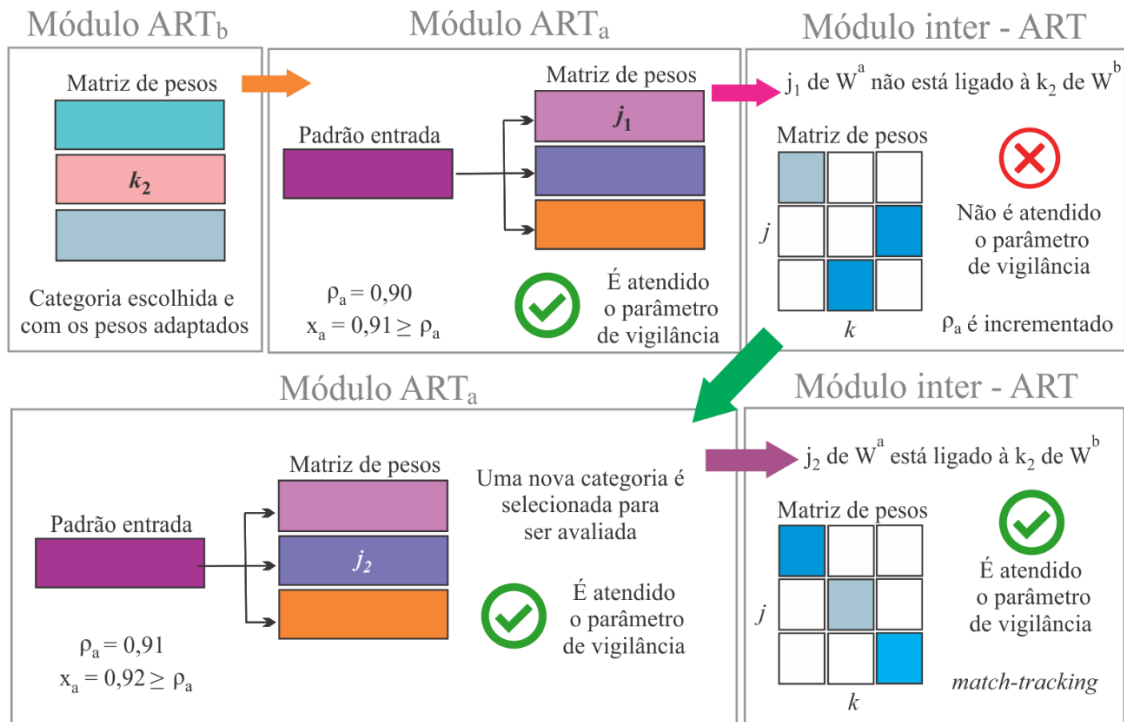 Módulo ARTb
Matriz de pesos
k2
Categoria escolhida e
com os pesos adaptados
Módulo ARTa
Matriz de pesos
Padrão entrada
j1
ρa = 0,90
xa = 0,91 ≥ ρa
É atendido
o parâmetro
de vigilância
Módulo inter - ART
j1 de W^a não está ligado à k2 de W^b
Matriz de pesos
j
k
Não é atendido
o parâmetro
de vigilância
ρa é incrementado
Módulo ARTa
Matriz de pesos
Padrão entrada
j2
ρa = 0,91
xa = 0,92 ≥ ρa
Uma nova categoria é
selecionada para
ser avaliada
É atendido
o parâmetro
de vigilância
Módulo inter - ART
j2 de W^a está ligado à k2 de W^b
Matriz de pesos
j
k
É atendido
o parâmetro
de vigilância
match-tracking